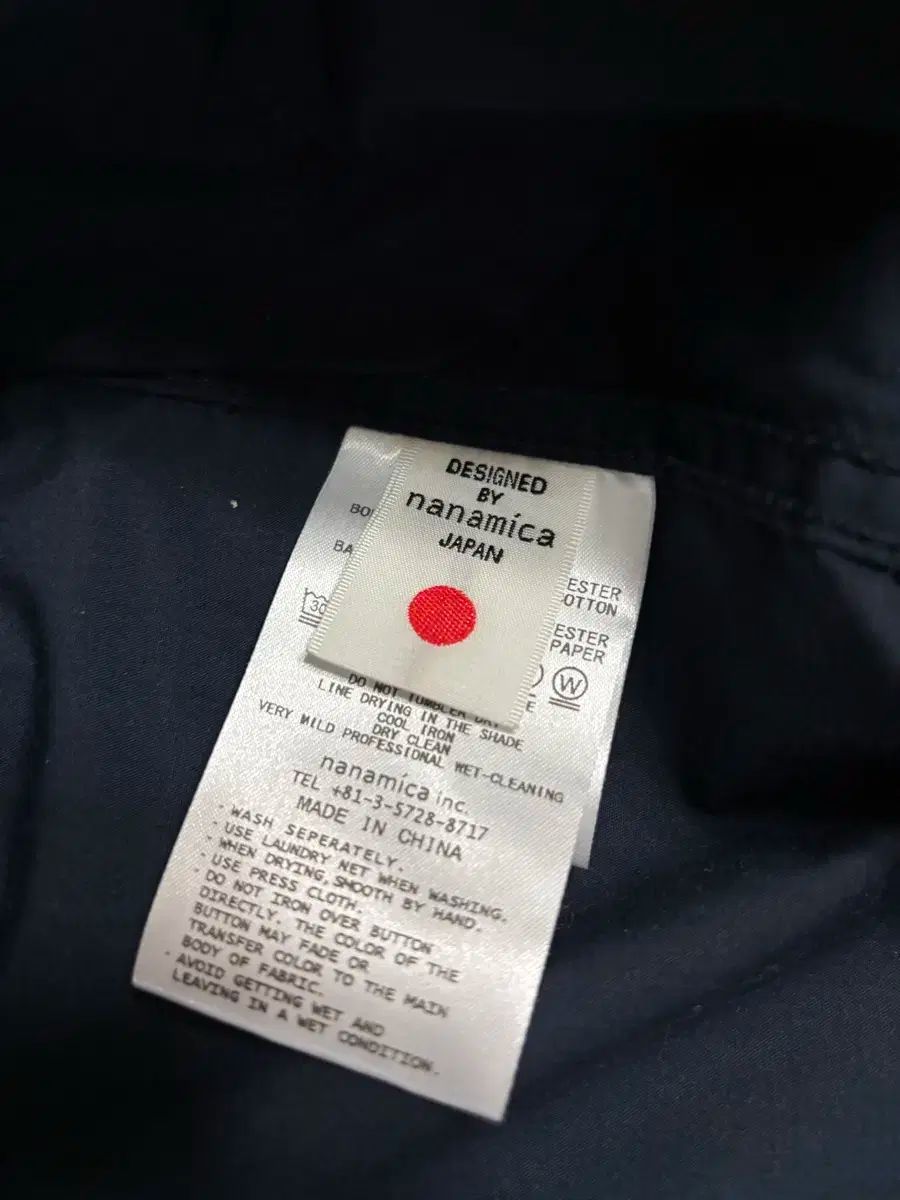 DESIGNED
BY
nanamica
JAPAN
ESTER
OTTON
ESTER
PAPER
30
W
DO NOT TUMBLER DRY
LINE DRYING IN THE SHADE
COOL IRON
DRY CLEAN
VERY MILD PROFESSIONAL WET-CLEANING
nanamica inc.
TEL +81-3-5728-8717
MADE IN CHINA
· WASH SEPERATELY.
· USE LAUNDRY NET WHEN WASHING.
· WHEN DRYING, SMOOTH BY HAND.
· USE PRESS CLOTH.
· DO NOT IRON OVER BUTTON
DIRECTLY. THE COLOR OF THE
BUTTON MAY FADE OR
TRANSFER COLOR TO THE MAIN
BODY OF FABRIC.
· AVOID GETTING WET AND
LEAVING IN A WET CONDITION.